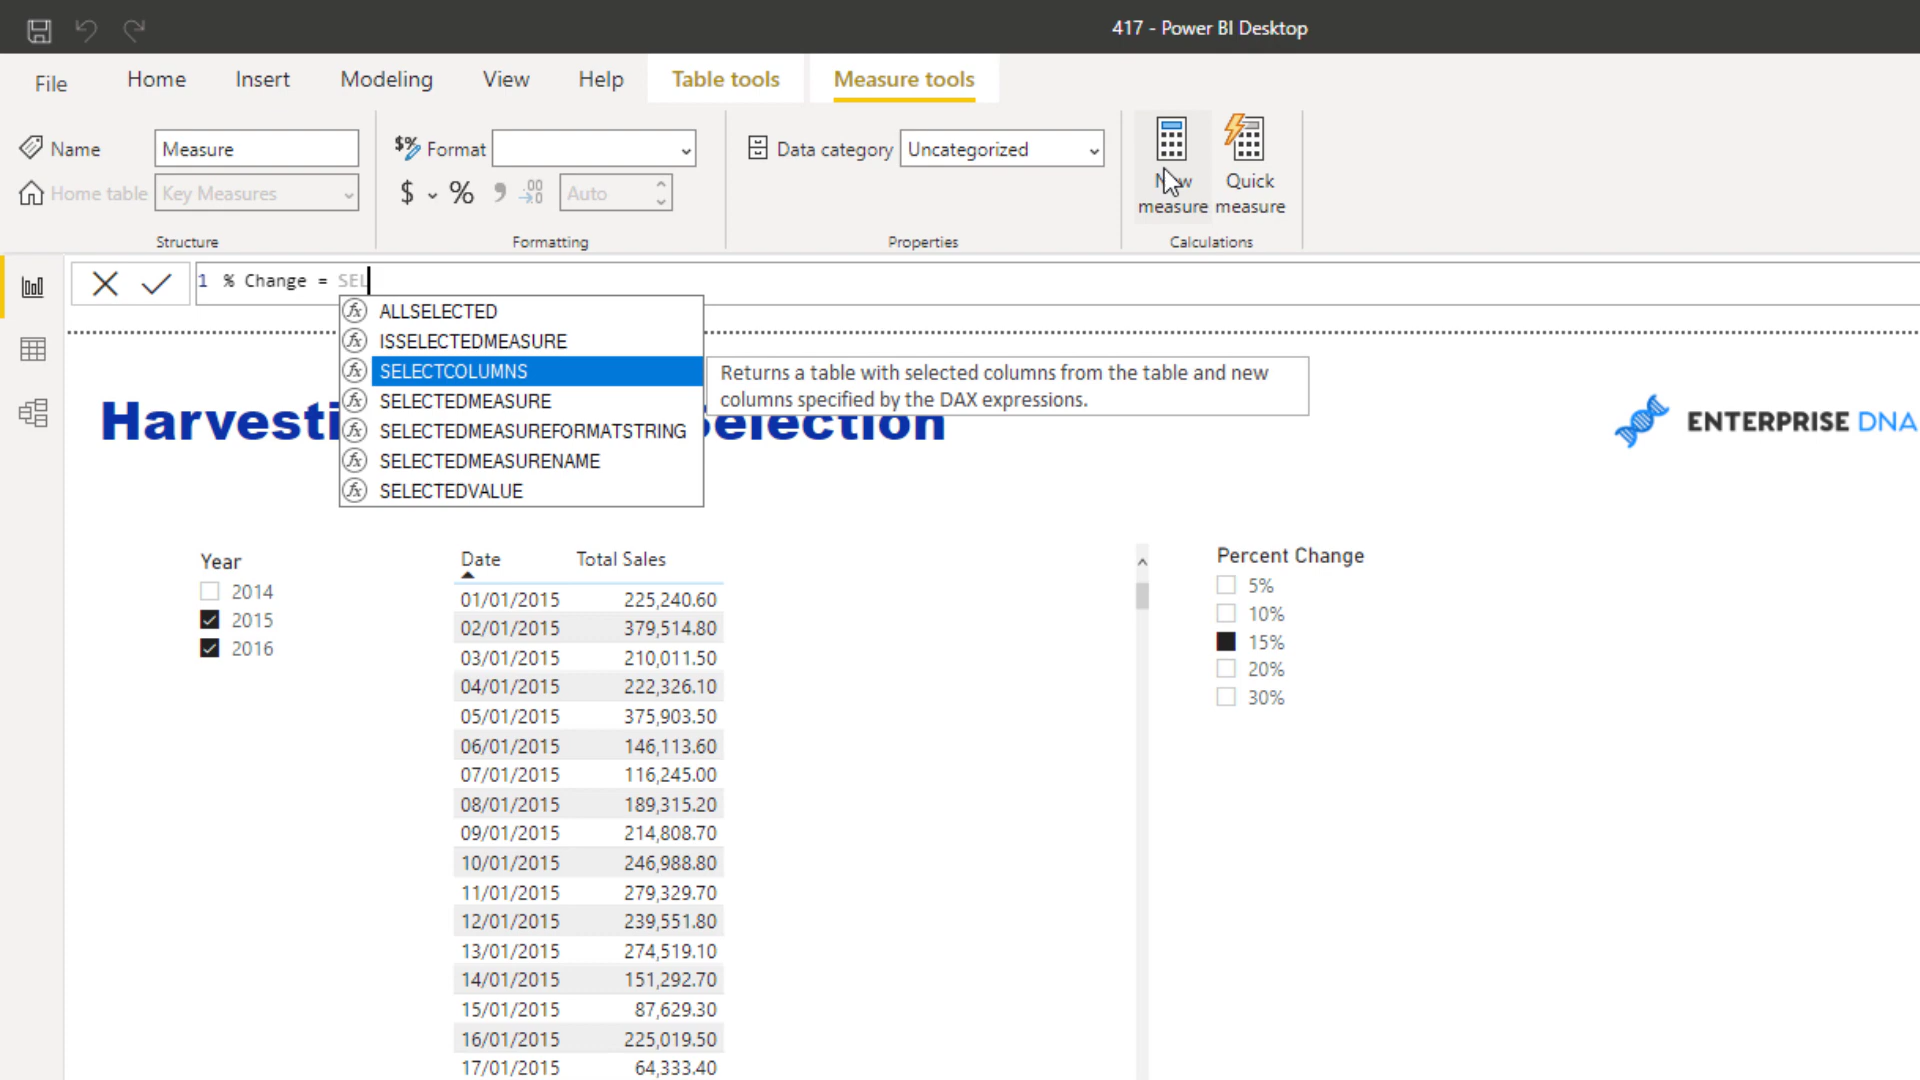 417 - Power BI Desktop
File Home Insert Modeling View Help Table tools Measure tools
Name Measure $% Format Data category Uncategorized
Home table Key Measures $ % Auto
New measure
Quick measure
Structure Formatting Properties Calculations
1 % Change = SEL
ALLSELECTED
ISSELECTEDMEASURE
SELECTCOLUMNS
SELECTEDMEASURE
SELECTEDMEASUREFORMATSTRING
SELECTEDMEASURENAME
SELECTEDVALUE
Returns a table with selected columns from the table and new
columns specified by the DAX expressions.
ENTERPRISE DNA
Year
2014
2015
2016
Date Total Sales
01/01/2015 225,240.60
02/01/2015 379,514.80
03/01/2015 210,011.50
04/01/2015 222,326.10
05/01/2015 375,903.50
06/01/2015 146,113.60
07/01/2015 116,245.00
08/01/2015 189,315.20
09/01/2015 214,808.70
10/01/2015 246,988.80
11/01/2015 279,329.70
12/01/2015 239,551.80
13/01/2015 274,519.10
14/01/2015 151,292.70
15/01/2015 87,629.30
16/01/2015 225,019.50
17/01/2015 64,333.40
Percent Change
5%
10%
15%
20%
30%